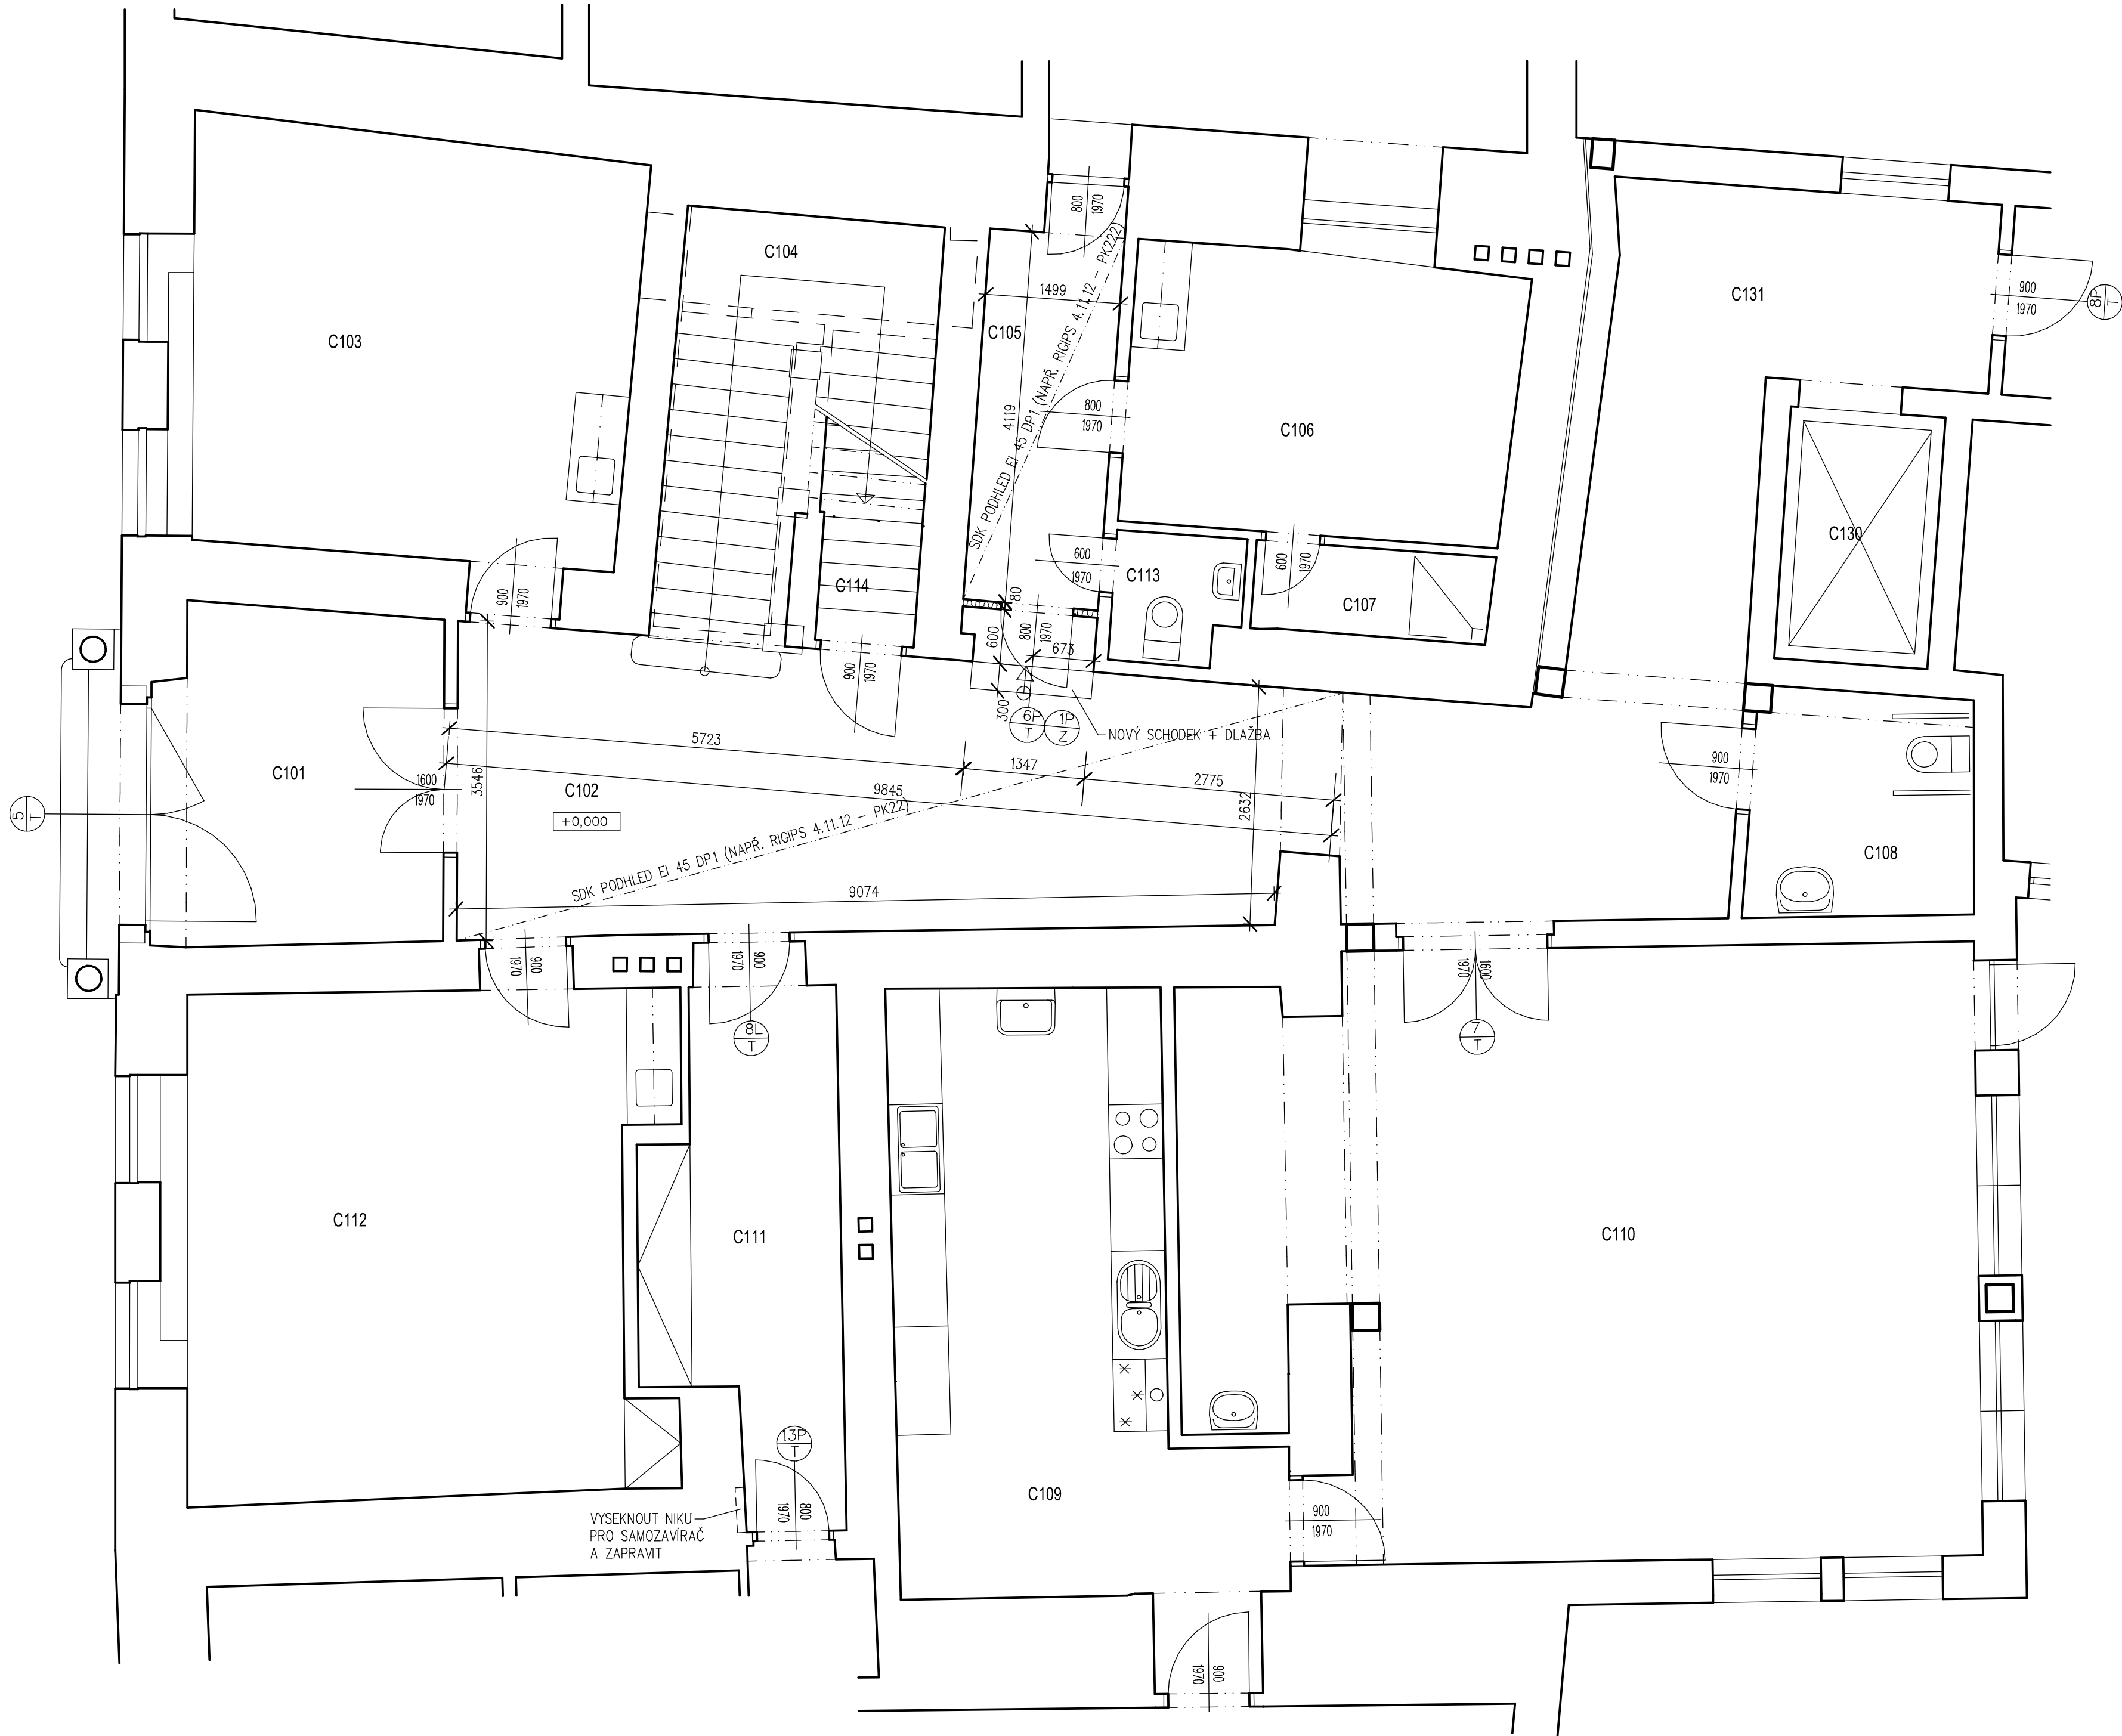 C104
800
1970
C103
1499
C105
SDK PODHLED EI 45 DP1 (NAPŘ. RIGIPS 4.11.12 - PK222)
4119
800
1970
C106
C131
900
1970
8P
T
C130
900
1970
C114
600
1970
C113
600
1970
C107
80
600
800
1970
673
300
6P
T
1P
Z
NOVÝ SCHODEK + DLAŽBA
900
1970
5723
1347
2775
9845
2632
3546
C101
1600
1970
C102
+0,000
5
T
SDK PODHLED EI 45 DP1 (NAPŘ. RIGIPS 4.11.12 - PK22)
9074
900
1970
C108
900
1970
900
1970
8L
T
1600
1970
7
T
C112
C111
C110
13P
T
800
1970
VYSEKNOUT NIKU
PRO SAMOZAVÍRAČ
A ZAPRAVIT
C109
900
1970
900
1970